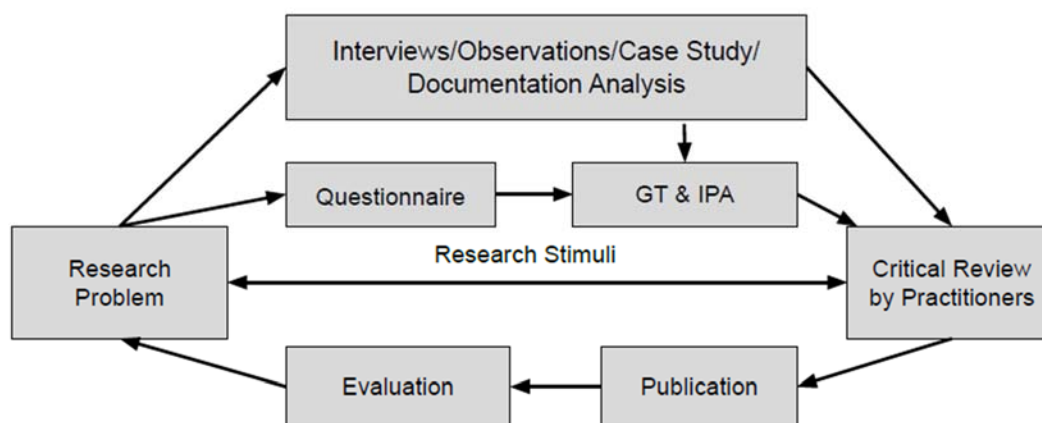 Interviews/Observations/Case Study/
Documentation Analysis
Questionnaire
GT & IPA
Research Stimuli
Research
Problem
Critical Review
by Practitioners
Evaluation
Publication